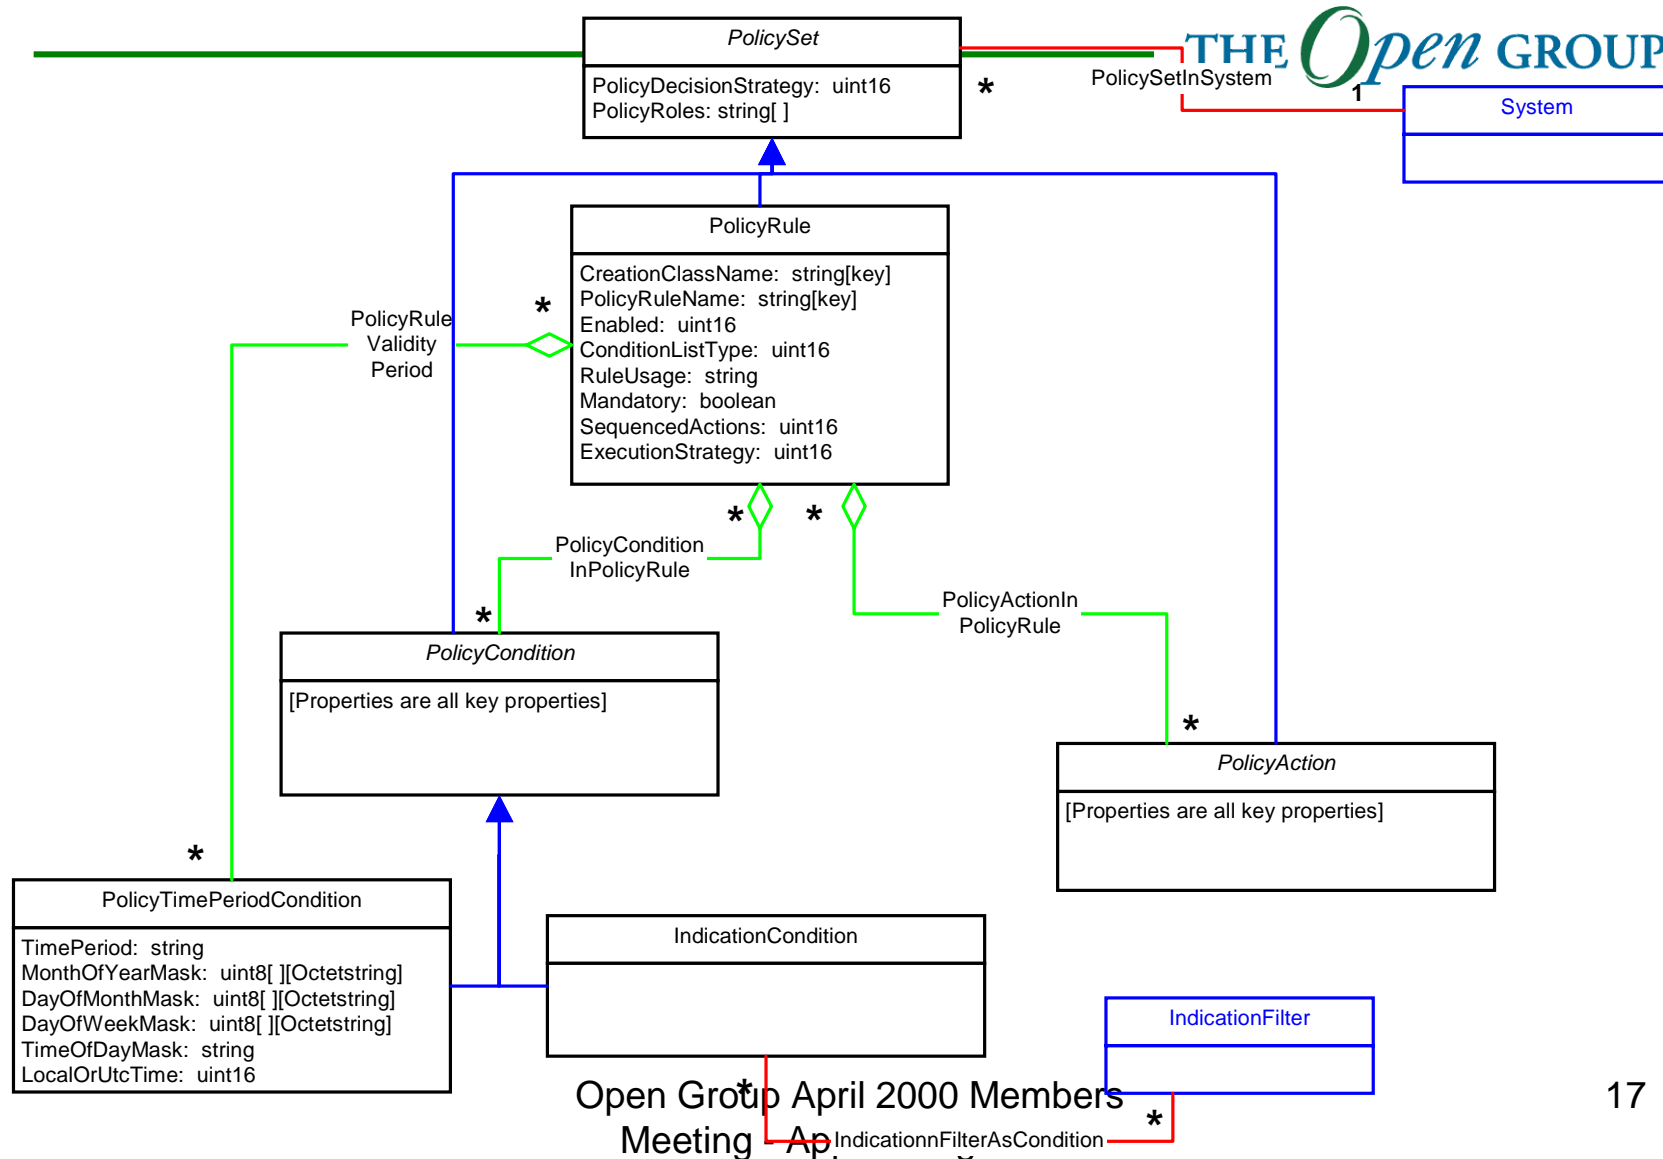 PolicySet
THE Open GROUP
PolicyDecisionStrategy: uint16
PolicyRoles: string[ ]
*
PolicySetInSystem
1
System
PolicyRule
CreationClassName: string[key]
PolicyRuleName: string[key]
Enabled: uint16
ConditionListType: uint16
RuleUsage: string
Mandatory: boolean
SequencedActions: uint16
ExecutionStrategy: uint16
*
PolicyRule
Validity
Period
*
*
PolicyCondition
InPolicyRule
PolicyActionIn
PolicyRule
*
PolicyCondition
[Properties are all key properties]
*
PolicyAction
[Properties are all key properties]
*
PolicyTimePeriodCondition
TimePeriod: string
MonthOfYearMask: uint8[ ][Octetstring]
DayOfMonthMask: uint8[ ][Octetstring]
DayOfWeekMask: uint8[ ][Octetstring]
TimeOfDayMask: string
LocalOrUtcTime: uint16
IndicationCondition
IndicationFilter
*
*
IndicationnFilterAsCondition
Open Group April 2000 Members
Meeting - Ap
17